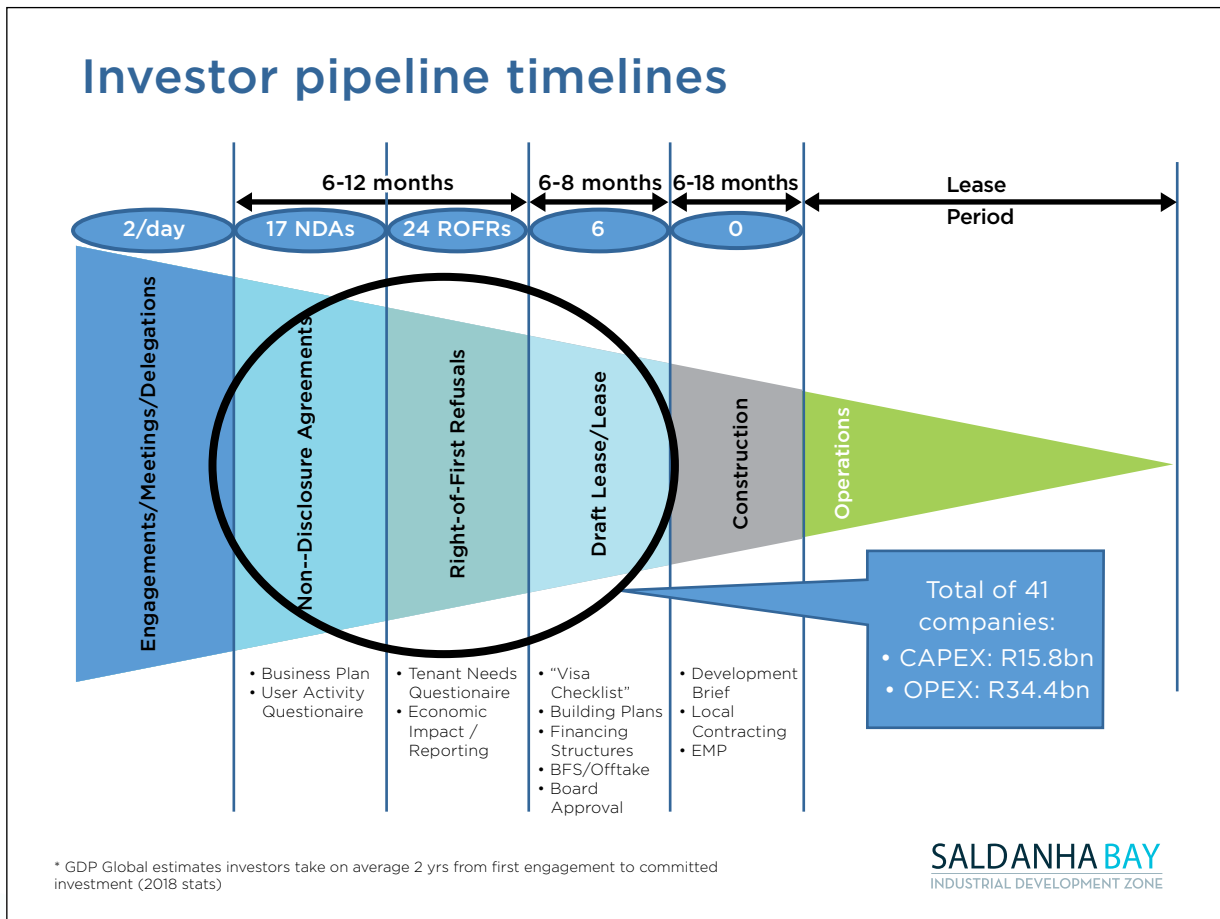 Investor pipeline timelines
6-12 months
6-8 months
6-18 months
Lease
Period
2/day
17 NDAs
24 ROFRs
6
0
Engagements/Meetings/Delegations
Non--Disclosure Agreements
Right-of-First Refusals
Draft Lease/Lease
Construction
Operations
Total of 41
companies:
• CAPEX: R15.8bn
• OPEX: R34.4bn
• Business Plan
• User Activity
Questionaire
• Tenant Needs
Questionaire
• Economic
Impact /
Reporting
• “Visa
Checklist”
• Building Plans
• Financing
Structures
• BFS/Offtake
• Board
Approval
• Development
Brief
• Local
Contracting
• EMP
* GDP Global estimates investors take on average 2 yrs from first engagement to committed
investment (2018 stats)
SALDANHA BAY
INDUSTRIAL DEVELOPMENT ZONE